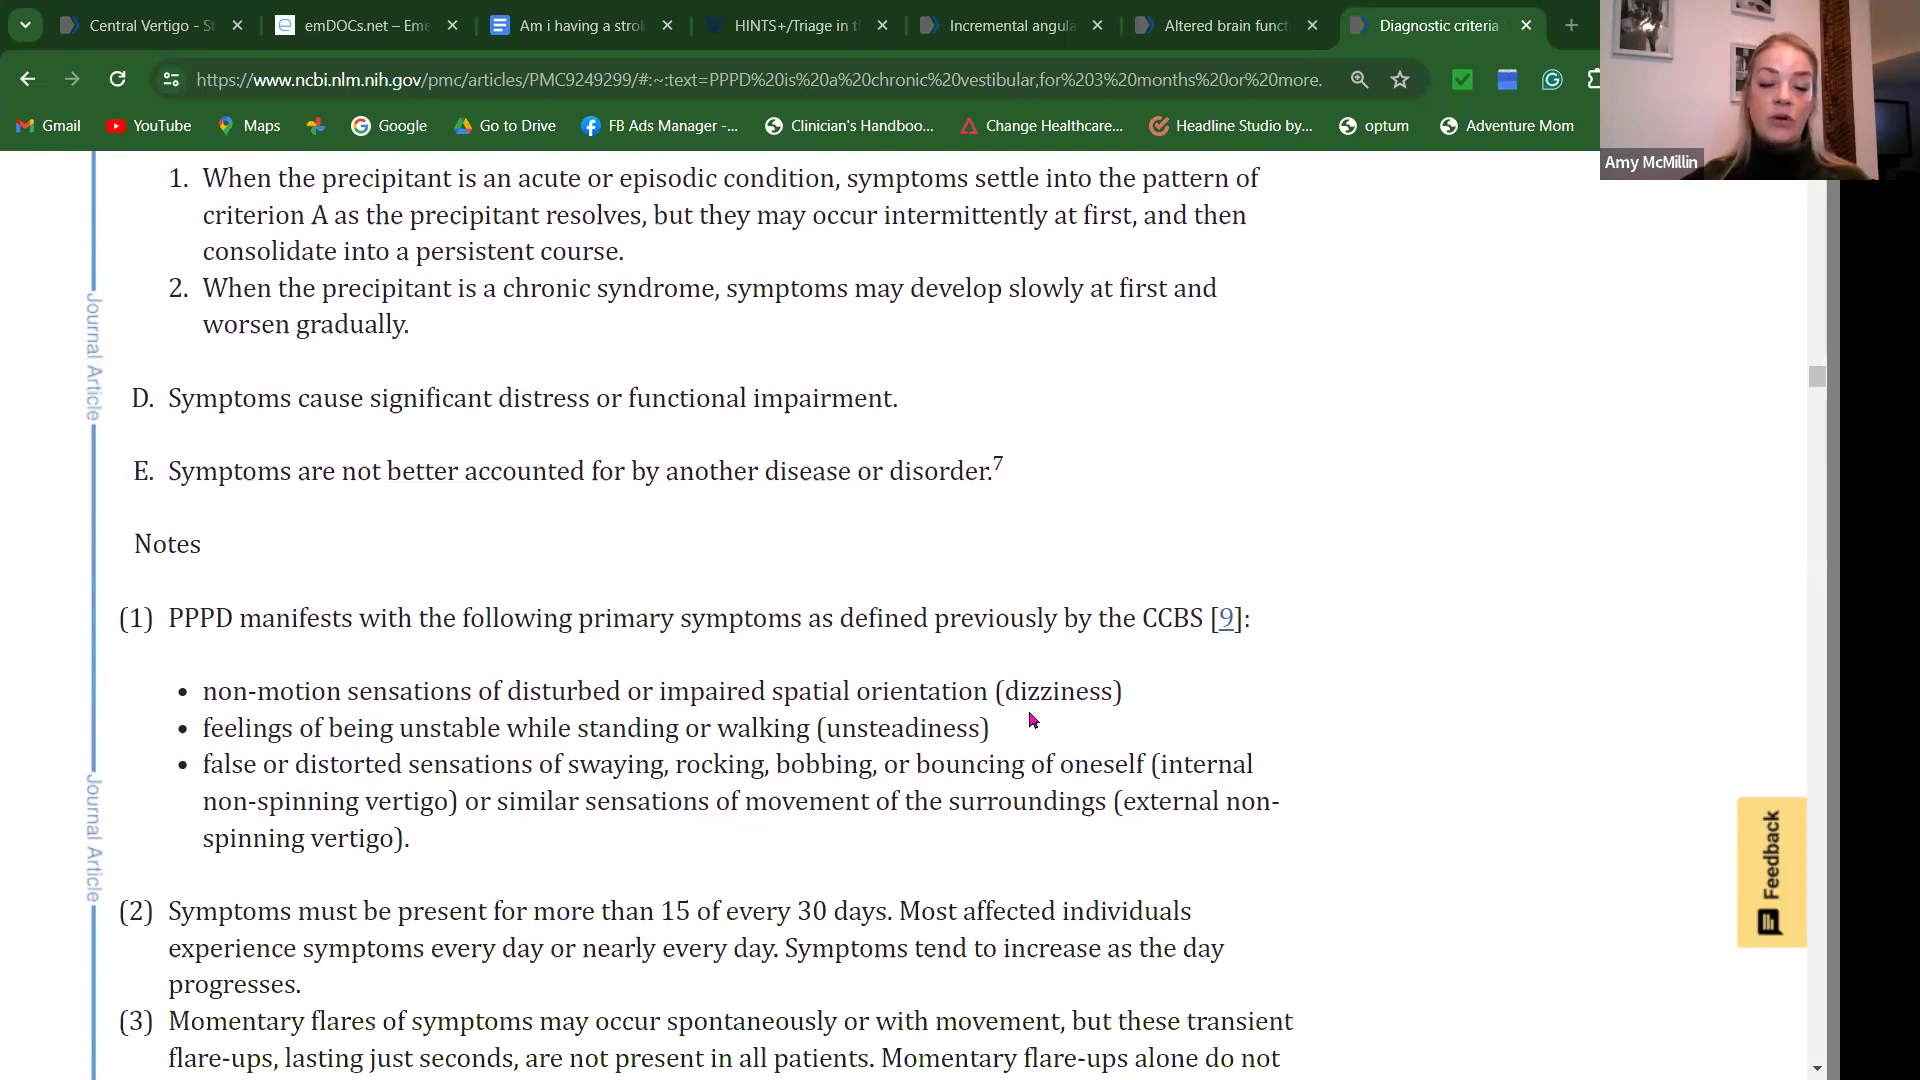 Central Vertigo - St
emDOCs.net – Eme
Am i having a strok
HINTS+/Triage in t
Incremental angula
Altered brain funct
Diagnostic criteria
https://www.ncbi.nlm.nih.gov/pmc/articles/PMC9249299/#:~:text=PPPD%20is%20a%20chronic%20vestibular,for%203%20months%20or%20more.
Gmail
YouTube
Maps
Google
Go to Drive
FB Ads Manager -...
Clinician's Handboo...
Change Healthcare...
Headline Studio by...
optum
Adventure Mom
Amy McMillin
1. When the precipitant is an acute or episodic condition, symptoms settle into the pattern of
criterion A as the precipitant resolves, but they may occur intermittently at first, and then
consolidate into a persistent course.
2. When the precipitant is a chronic syndrome, symptoms may develop slowly at first and
worsen gradually.
Journal Article
D. Symptoms cause significant distress or functional impairment.
E. Symptoms are not better accounted for by another disease or disorder.7
Notes
(1) PPPD manifests with the following primary symptoms as defined previously by the CCBS [9]:
• non-motion sensations of disturbed or impaired spatial orientation (dizziness)
• feelings of being unstable while standing or walking (unsteadiness)
• false or distorted sensations of swaying, rocking, bobbing, or bouncing of oneself (internal
non-spinning vertigo) or similar sensations of movement of the surroundings (external non-
spinning vertigo).
Journal Article
Feedback
(2) Symptoms must be present for more than 15 of every 30 days. Most affected individuals
experience symptoms every day or nearly every day. Symptoms tend to increase as the day
progresses.
(3) Momentary flares of symptoms may occur spontaneously or with movement, but these transient
flare-ups, lasting just seconds, are not present in all patients. Momentary flare-ups alone do not